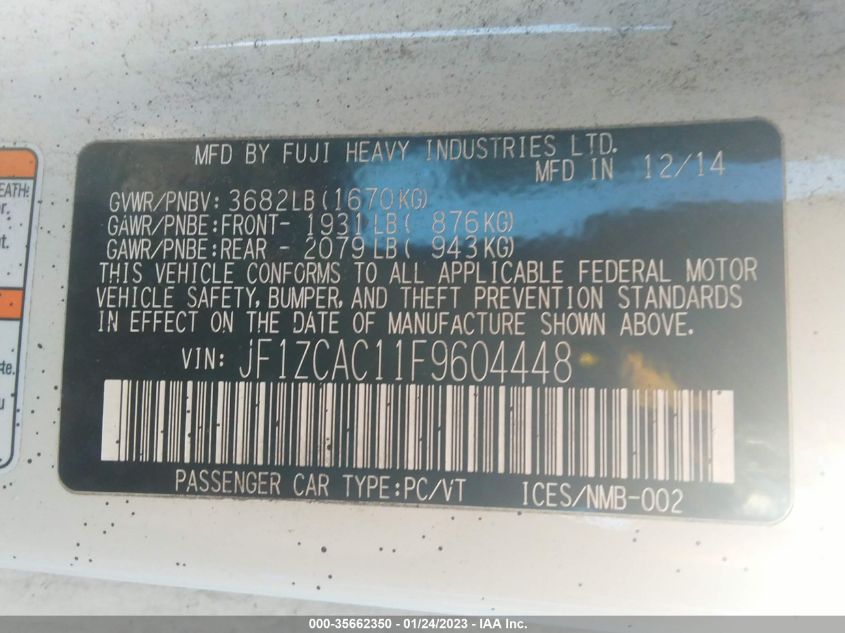 EATH:
r.
t.
te.
u
MFD BY FUJI HEAVY INDUSTRIES LTD.
MFD IN 12/14
GVWR/PNBV: 3682LB(1670KG)
GAWR/PNBE:FRONT- 1931LB( 876KG)
GAWR/PNBE:REAR - 2079LB( 943KG)
THIS VEHICLE CONFORMS TO ALL APPLICABLE FEDERAL MOTOR
VEHICLE SAFETY, BUMPER, AND THEFT PREVENTION STANDARDS
IN EFFECT ON THE DATE OF MANUFACTURE SHOWN ABOVE.
VIN: JF1ZCAC11F9604448
PASSENGER CAR TYPE:PC/VT ICES/NMB-002
000-35662350 - 01/24/2023 - IAA Inc.